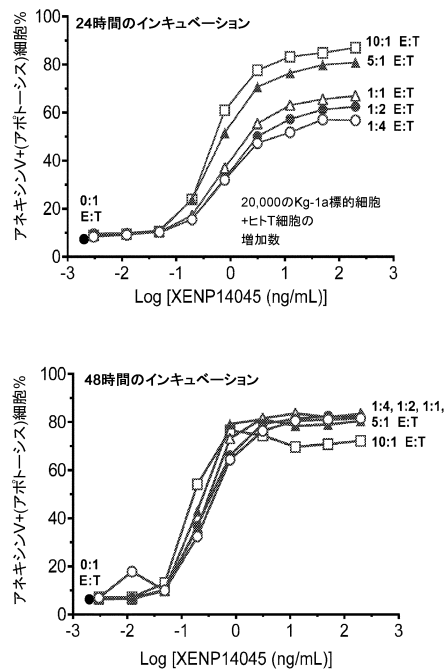 24時間のインキュベーション
アネキシンV+(アポトーシス)細胞%
100
80
60
40
20
0
10:1 E:T
5:1 E:T
1:1 E:T
1:2 E:T
1:4 E:T
0:1
E:T
20,000のKg-1a標的細胞
+ヒトT細胞の
増加数
-3 -2 -1 0 1 2 3
Log [XENP14045 (ng/mL)]
48時間のインキュベーション
アネキシンV+(アポトーシス)細胞%
100
80
60
40
20
0
1:4, 1:2, 1:1,
5:1 E:T
10:1 E:T
0:1
E:T
-3 -2 -1 0 1 2 3
Log [XENP14045 (ng/mL)]